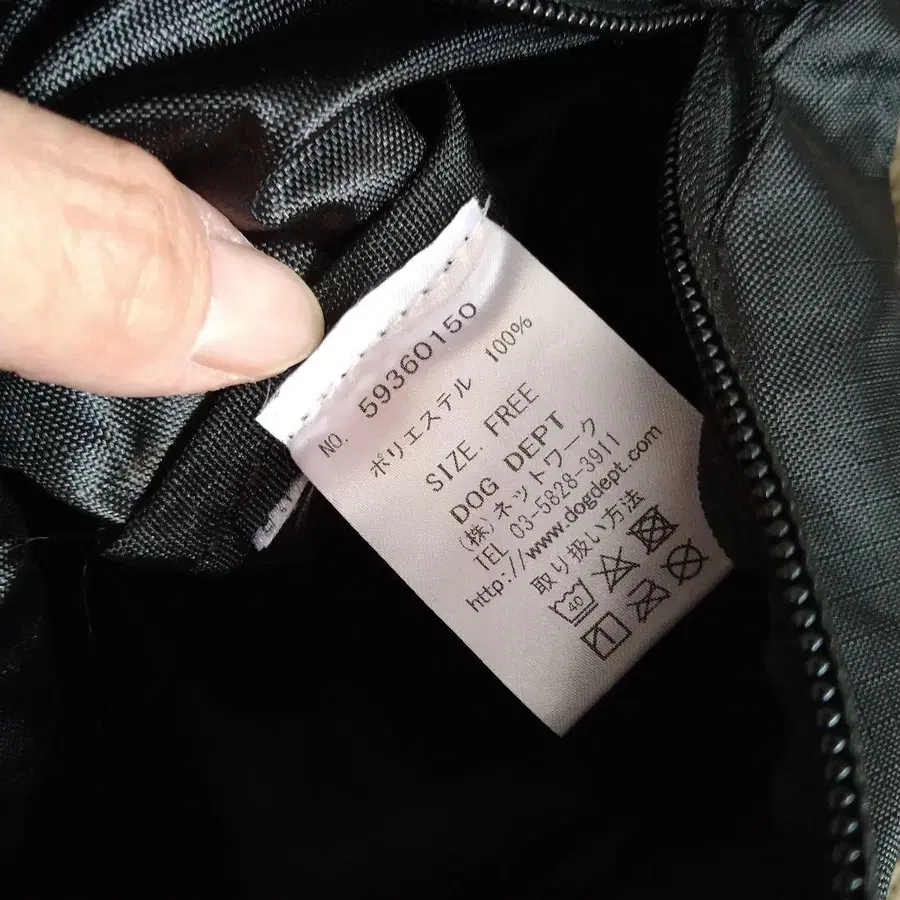 NO. 59360150
ポリエステル 100%
SIZE. FREE
DOG DEPT
(株)ネットワーク
TEL 03-5828-3911
http://www.dogdept.com
取り扱い方法
40